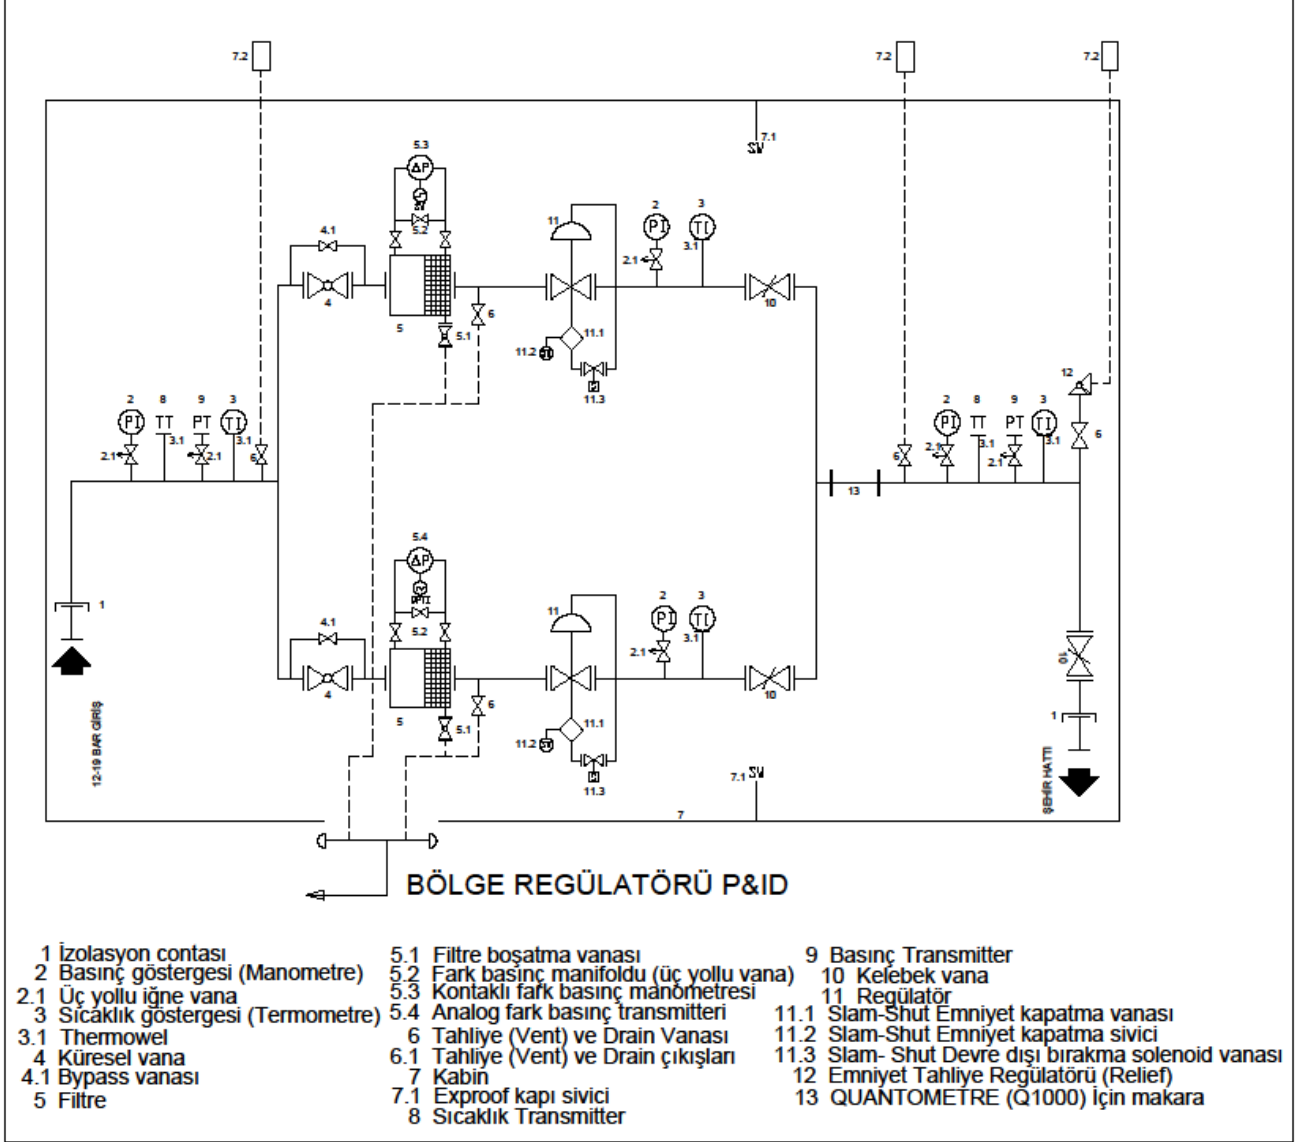 7.2
7.2
7.2
7.1
SW
5.3
ΔP
5.2
4.1
4
5
5.1
6
11
11.1
11.2
11.3
S
2
PI
2.1
3
TI
3.1
10
2
PI
2.1
8
TT
3.1
9
PT
2.1
3
TI
3.1
6
12
6
2
PI
2.1
8
TT
3.1
9
PT
2.1
3
TI
3.1
6
13
5.4
ΔP
5.2
4.1
4
5
5.1
6
11
11.1
11.2
SW
11.3
S
2
PI
2.1
3
TI
3.1
10
1
12-19 BAR GİRİŞ
10
1
ŞEHİR HATTI
7.1 SW
7
BÖLGE REGÜLATÖRÜ P&ID
1 İzolasyon contası
2 Basınç göstergesi (Manometre)
2.1 Üç yollu iğne vana
3 Sıcaklık göstergesi (Termometre)
3.1 Thermowel
4 Küresel vana
4.1 Bypass vanası
5 Filtre
5.1 Filtre boşatma vanası
5.2 Fark basınç manifoldu (üç yollu vana)
5.3 Kontaklı fark basınç manometresi
5.4 Analog fark basınç transmitteri
6 Tahliye (Vent) ve Drain Vanası
6.1 Tahliye (Vent) ve Drain çıkışları
7 Kabin
7.1 Exproof kapı sivici
8 Sıcaklık Transmitter
9 Basınç Transmitter
10 Kelebek vana
11 Regülatör
11.1 Slam-Shut Emniyet kapatma vanası
11.2 Slam-Shut Emniyet kapatma sivici
11.3 Slam- Shut Devre dışı bırakma solenoid vanası
12 Emniyet Tahliye Regülatörü (Relief)
13 QUANTOMETRE (Q1000) İçin makara